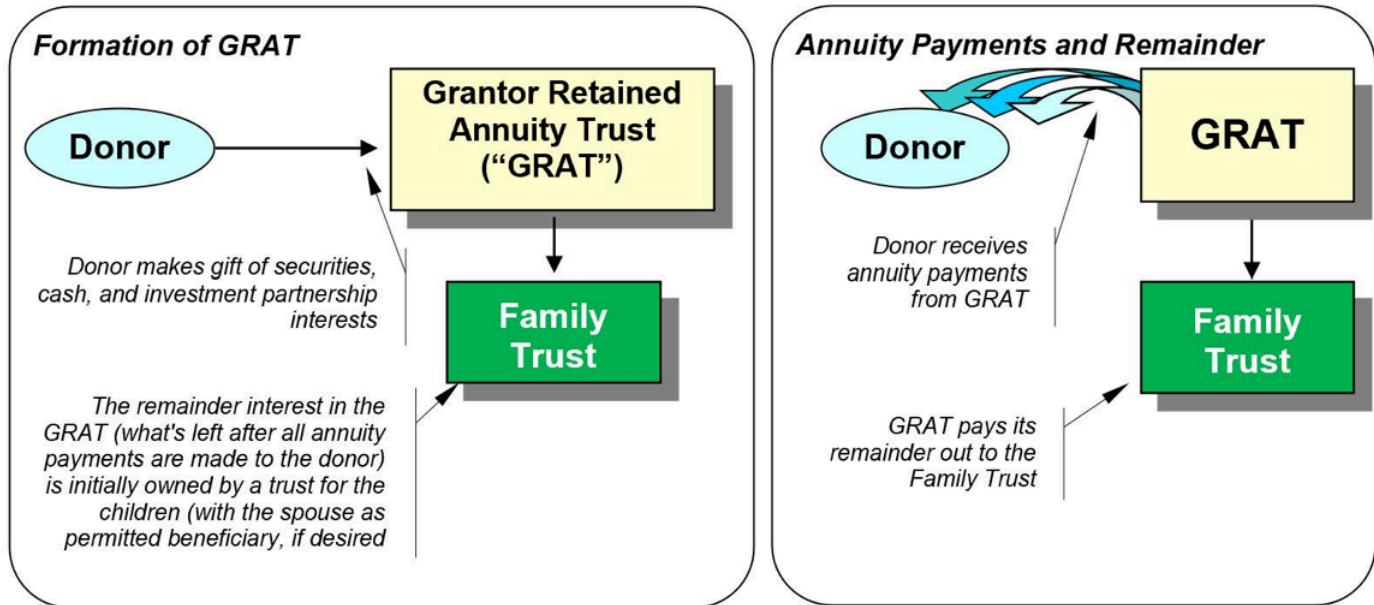 Formation of GRAT
Donor
Grantor Retained
Annuity Trust
(“GRAT”)
Donor makes gift of securities,
cash, and investment partnership
interests
Family
Trust
The remainder interest in the
GRAT (what's left after all annuity
payments are made to the donor)
is initially owned by a trust for the
children (with the spouse as
permitted beneficiary, if desired
Annuity Payments and Remainder
Donor
GRAT
Donor receives
annuity payments
from GRAT
Family
Trust
GRAT pays its
remainder out to the
Family Trust